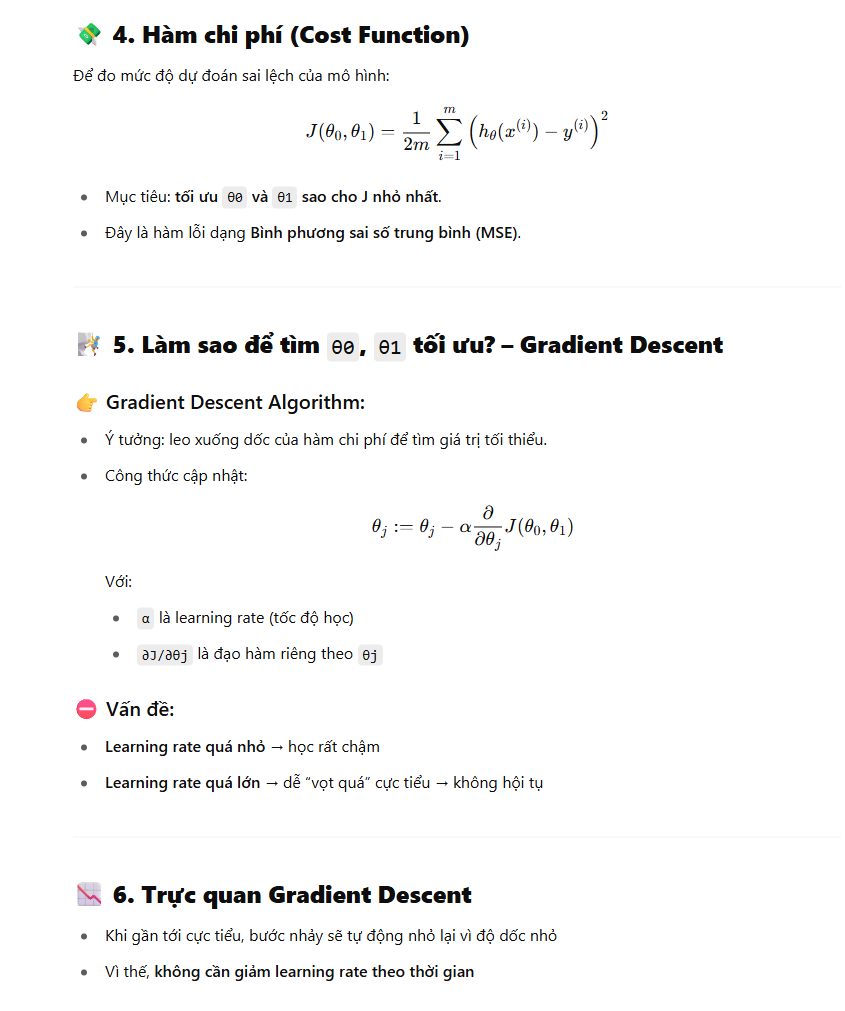 💸 4. Hàm chi phí (Cost Function)
Để đo mức độ dự đoán sai lệch của mô hình:
J(θ₀, θ₁) = \frac{1}{2m} \sum_{i=1}^{m} (h_θ(x^{(i)}) − y^{(i)})^2
• Mục tiêu: tối ưu θ0 và θ1 sao cho J nhỏ nhất.
• Đây là hàm lỗi dạng Bình phương sai số trung bình (MSE).
5. Làm sao để tìm θ0, θ1 tối ưu? – Gradient Descent
👉 Gradient Descent Algorithm:
• Ý tưởng: leo xuống dốc của hàm chi phí để tìm giá trị tối thiểu.
• Công thức cập nhật:
θ_j := θ_j − α \frac{∂}{∂θ_j} J(θ₀, θ₁)
Với:
• α là learning rate (tốc độ học)
• ∂J/∂θj là đạo hàm riêng theo θj
⛔ Vấn đề:
• Learning rate quá nhỏ → học rất chậm
• Learning rate quá lớn → dễ “vọt quá” cực tiểu → không hội tụ
📉 6. Trực quan Gradient Descent
• Khi gần tới cực tiểu, bước nhảy sẽ tự động nhỏ lại vì độ dốc nhỏ
• Vì thế, không cần giảm learning rate theo thời gian